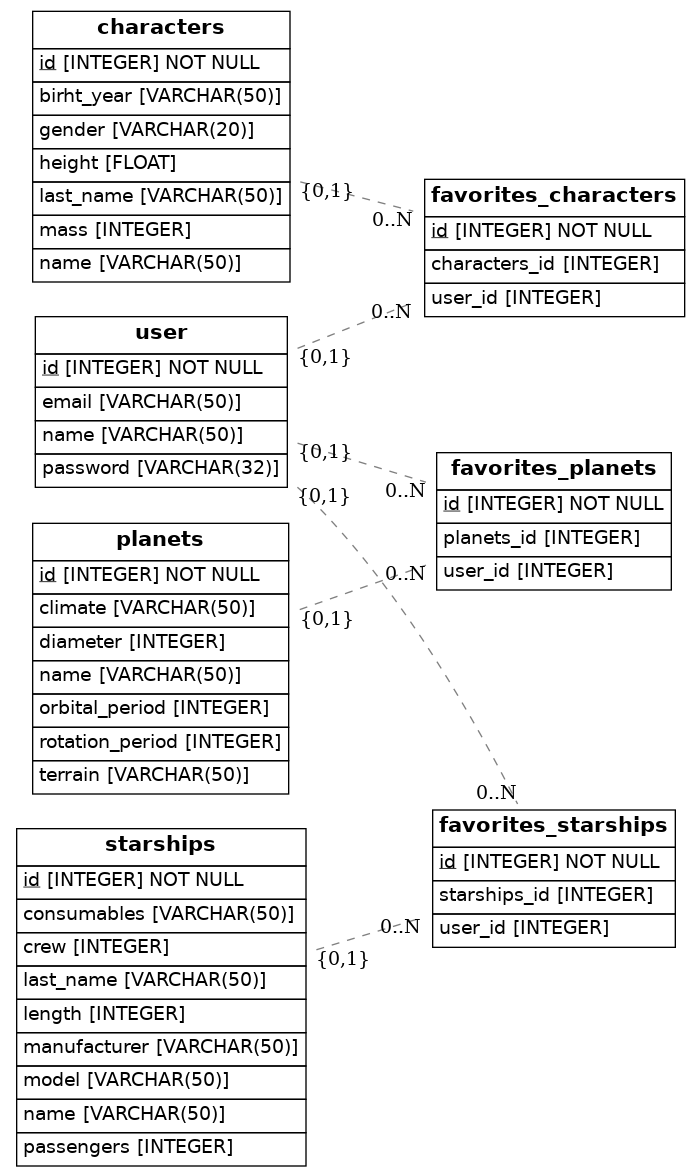 characters
id [INTEGER] NOT NULL
birht_year [VARCHAR(50)]
gender [VARCHAR(20)]
height [FLOAT]
last_name [VARCHAR(50)]
mass [INTEGER]
name [VARCHAR(50)]
{0,1}
0..N
favorites_characters
id [INTEGER] NOT NULL
characters_id [INTEGER]
user_id [INTEGER]
0..N
{0,1}
user
id [INTEGER] NOT NULL
email [VARCHAR(50)]
name [VARCHAR(50)]
password [VARCHAR(32)]
{0,1}
0..N
{0,1}
favorites_planets
id [INTEGER] NOT NULL
planets_id [INTEGER]
user_id [INTEGER]
0..N
{0,1}
planets
id [INTEGER] NOT NULL
climate [VARCHAR(50)]
diameter [INTEGER]
name [VARCHAR(50)]
orbital_period [INTEGER]
rotation_period [INTEGER]
terrain [VARCHAR(50)]
0..N
favorites_starships
id [INTEGER] NOT NULL
starships_id [INTEGER]
user_id [INTEGER]
0..N
{0,1}
starships
id [INTEGER] NOT NULL
consumables [VARCHAR(50)]
crew [INTEGER]
last_name [VARCHAR(50)]
length [INTEGER]
manufacturer [VARCHAR(50)]
model [VARCHAR(50)]
name [VARCHAR(50)]
passengers [INTEGER]